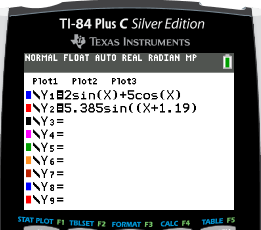 TI-84 Plus C Silver Edition
TEXAS INSTRUMENTS
NORMAL FLOAT AUTO REAL RADIAN MP
Plot1 Plot2 Plot3
\Y1=2sin(X)+5cos(X)
\Y2=5.385sin((X+1.19)
\Y3=
\Y4=
\Y5=
\Y6=
\Y7=
\Y8=
\Y9=
STAT PLOT F1 TBLSET F2 FORMAT F3 CALC F4 TABLE F5